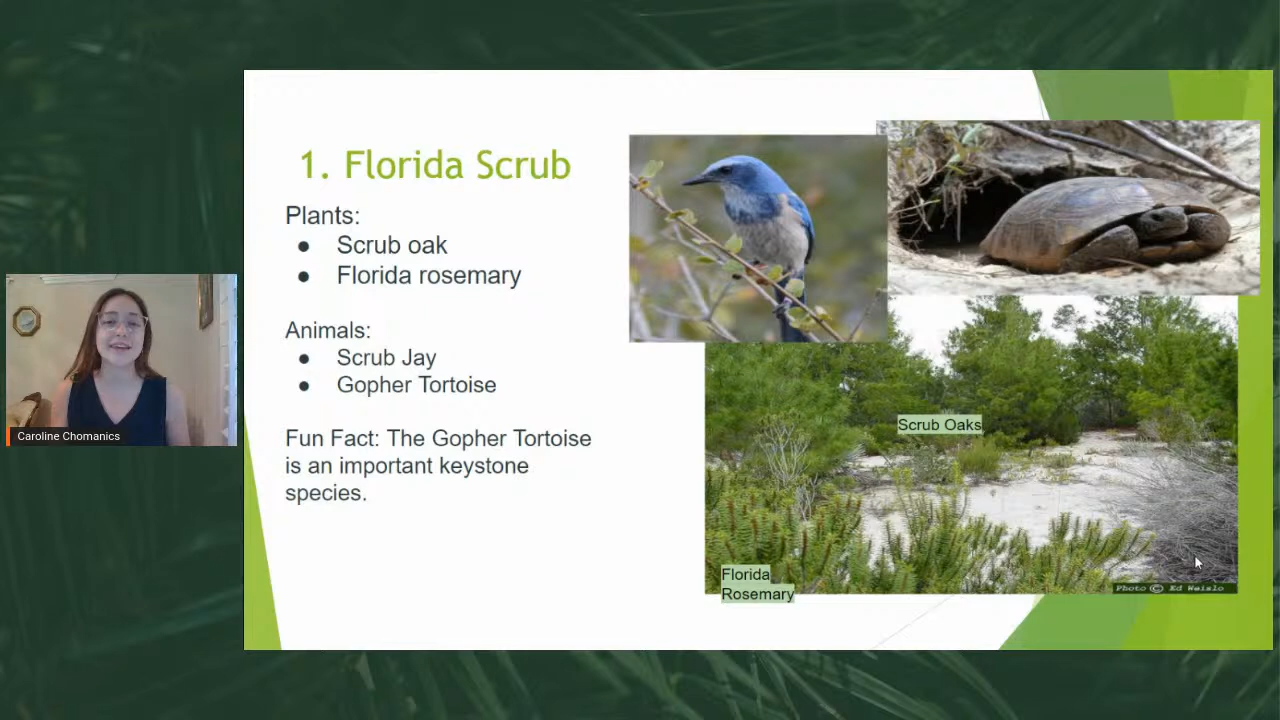 1. Florida Scrub
Plants:
● Scrub oak
● Florida rosemary
Animals:
● Scrub Jay
● Gopher Tortoise
Fun Fact: The Gopher Tortoise
is an important keystone
species.
Scrub Oaks
Florida
Rosemary
Photo © Ed Weislo
Caroline Chomanics